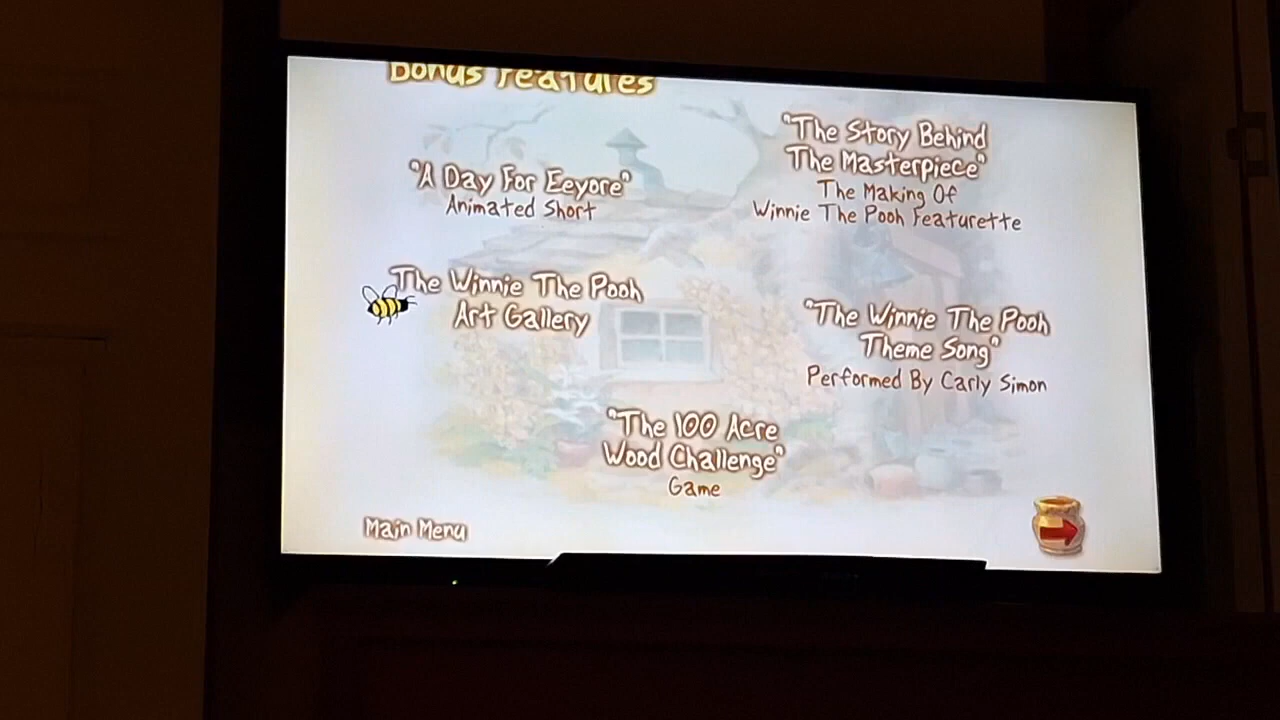 Bonus Features
"A Day For Eeyore"
Animated Short
"The Story Behind
The Masterpiece"
The Making Of
Winnie The Pooh Featurette
The Winnie The Pooh
Art Gallery
"The Winnie The Pooh
Theme Song"
Performed By Carly Simon
"The 100 Acre
Wood Challenge"
Game
Main Menu